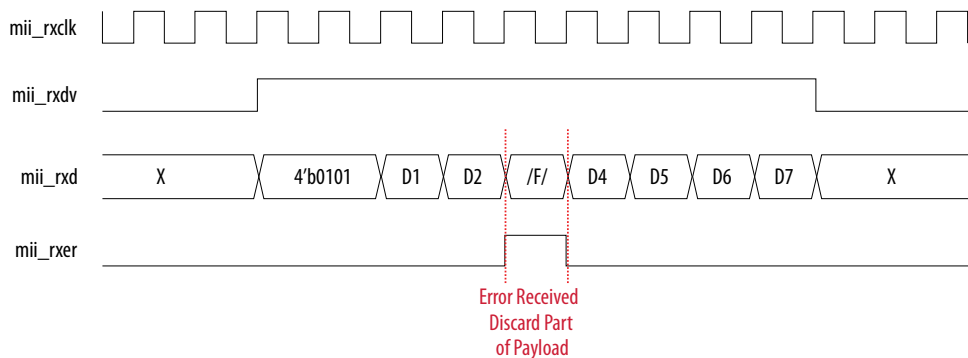 mii_rxclk
mii_rxdv
mii_rxd X 4'b0101 D1 D2 /F/ D4 D5 D6 D7 X
mii_rxer
Error Received
Discard Part
of Payload